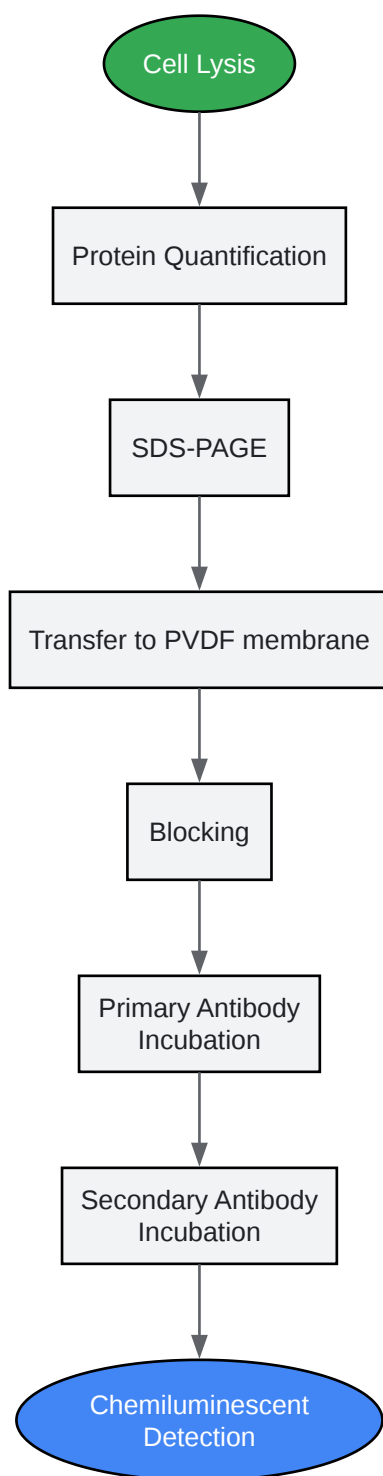 Cell Lysis
Protein Quantification
SDS-PAGE
Transfer to PVDF membrane
Blocking
Primary Antibody
Incubation
Secondary Antibody
Incubation
Chemiluminescent
Detection